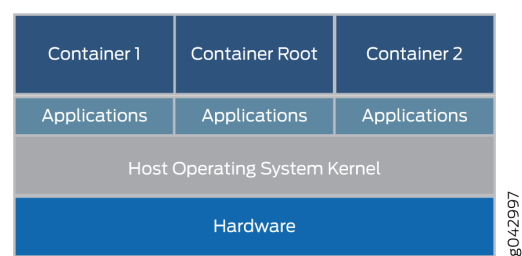 Container 1
Container Root
Container 2
Applications
Applications
Applications
Host Operating System Kernel
Hardware
g042997